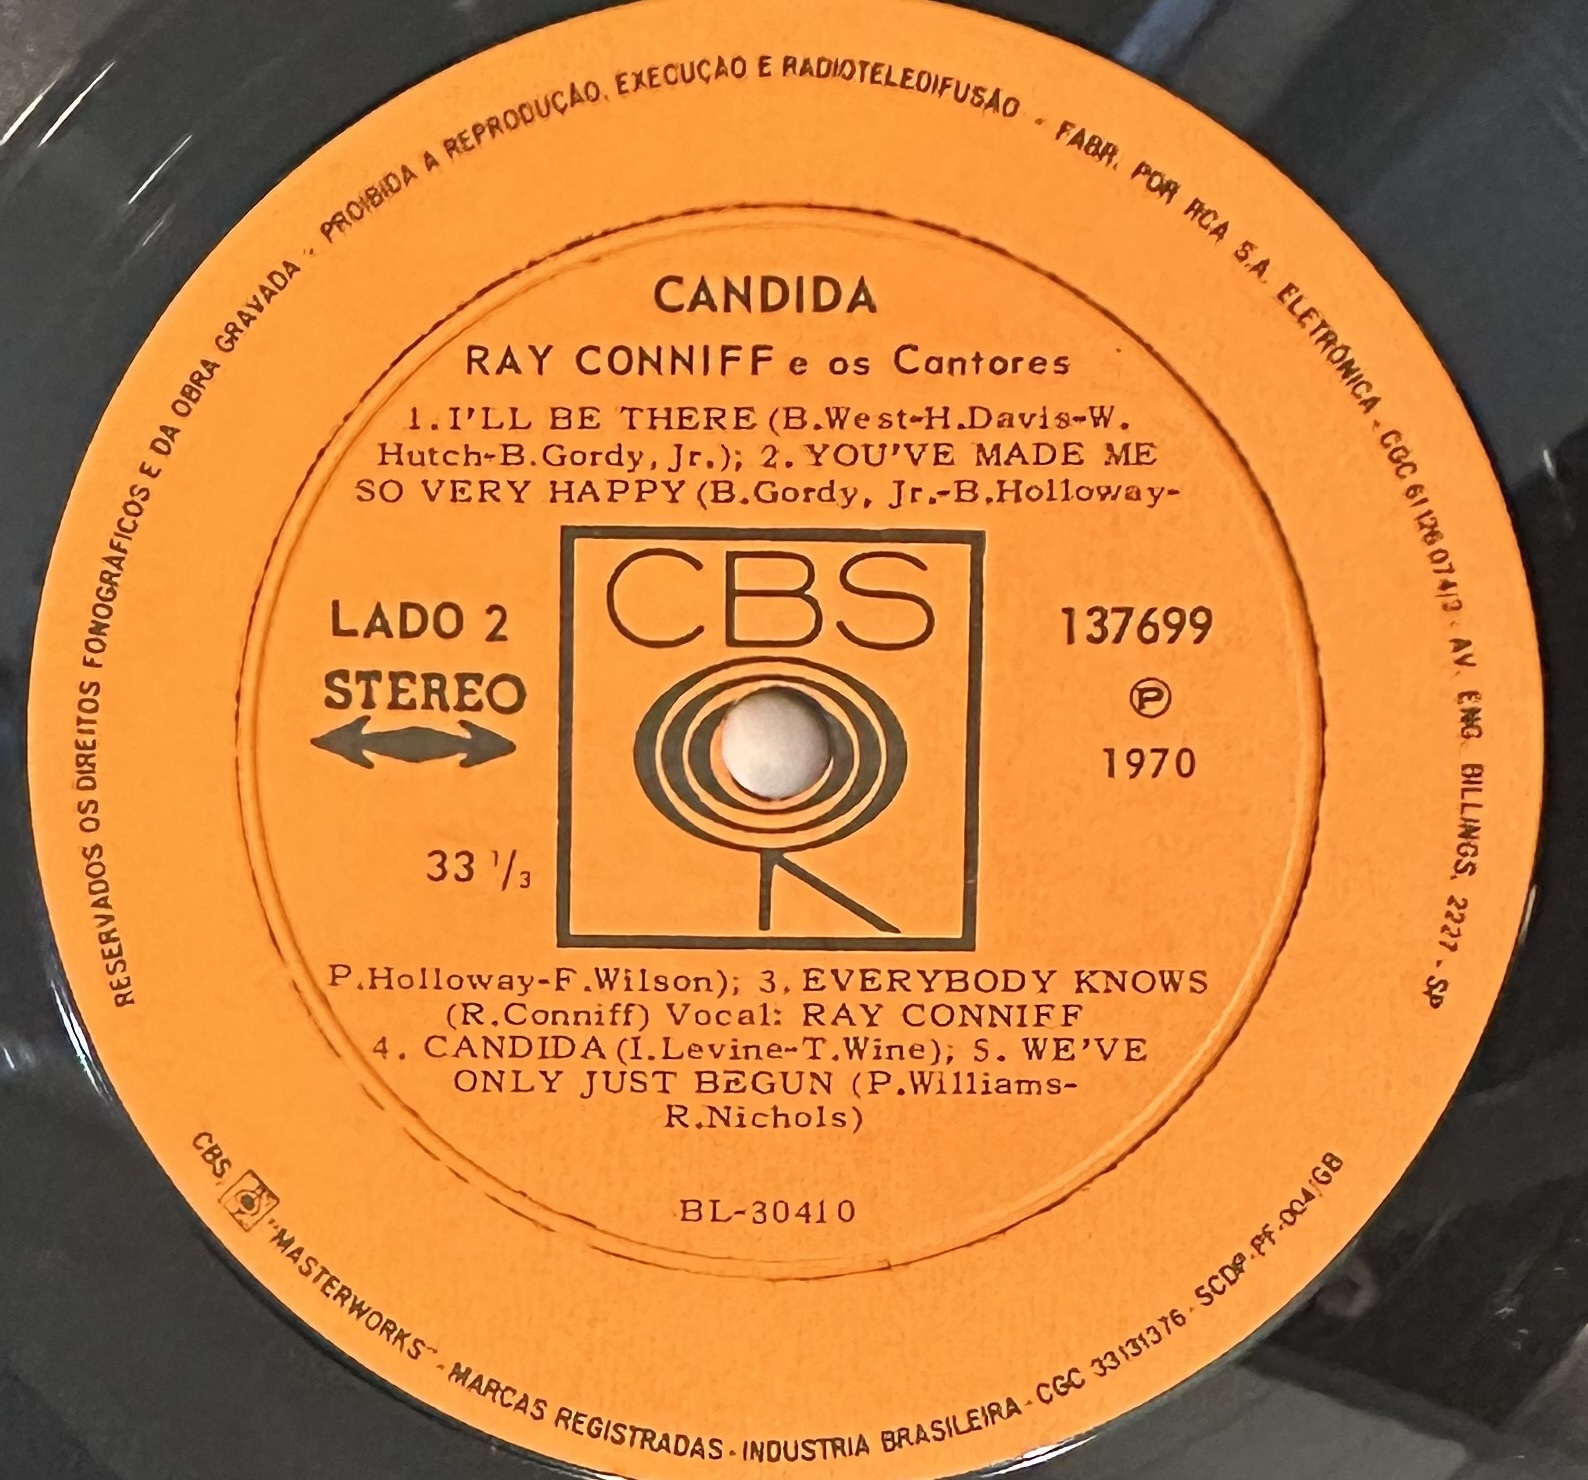 RESERVADOS OS DIREITOS FONOGRÁFICOS E DA OBRA GRAVADA - PROIBIDA A REPRODUÇÃO, EXECUÇÃO E RADIOTELEDIFUSÃO - FABR. POR RCA S.A. ELETRÔNICA - CGC 61126074/3 - AV. ENG. BILLINGS, 2227 - SP
CANDIDA
RAY CONNIFF e os Cantores
1. I'LL BE THERE (B.West-H.Davis-W.
Hutch-B.Gordy, Jr.); 2. YOU'VE MADE ME
SO VERY HAPPY (B.Gordy, Jr.-B.Holloway-
CBS
LADO 2
STEREO
33 1/3
137699
Ⓟ
1970
P.Holloway-F.Wilson); 3. EVERYBODY KNOWS
(R.Conniff) Vocal: RAY CONNIFF
4. CANDIDA (I.Levine-T.Wine); 5. WE'VE
ONLY JUST BEGUN (P.Williams-
R.Nichols)
BL-30410
CBS, "MASTERWORKS" - MARCAS REGISTRADAS - INDUSTRIA BRASILEIRA - CGC 33131376 - SCDP-PF-004/GB